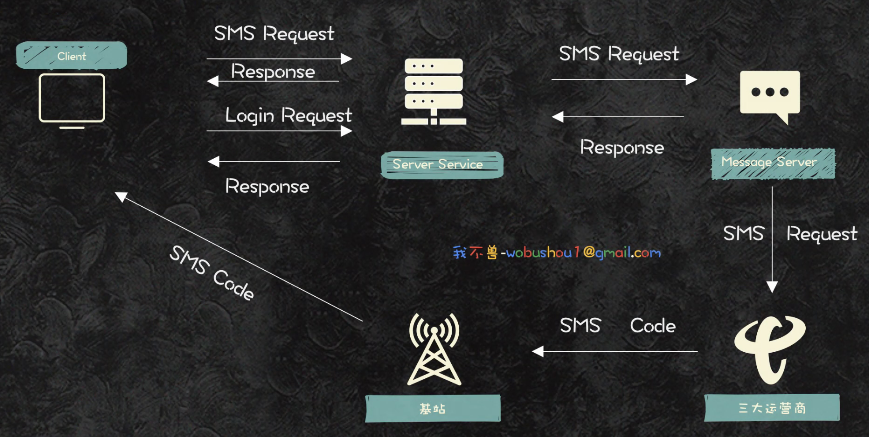 SMS Request
Client
Response
SMS Request
Login Request
Response
Server Service
Response
Message Server
SMS Request
我不兽-wobushou1@gmail.com
SMS Code
SMS Code
基站
三大运营商